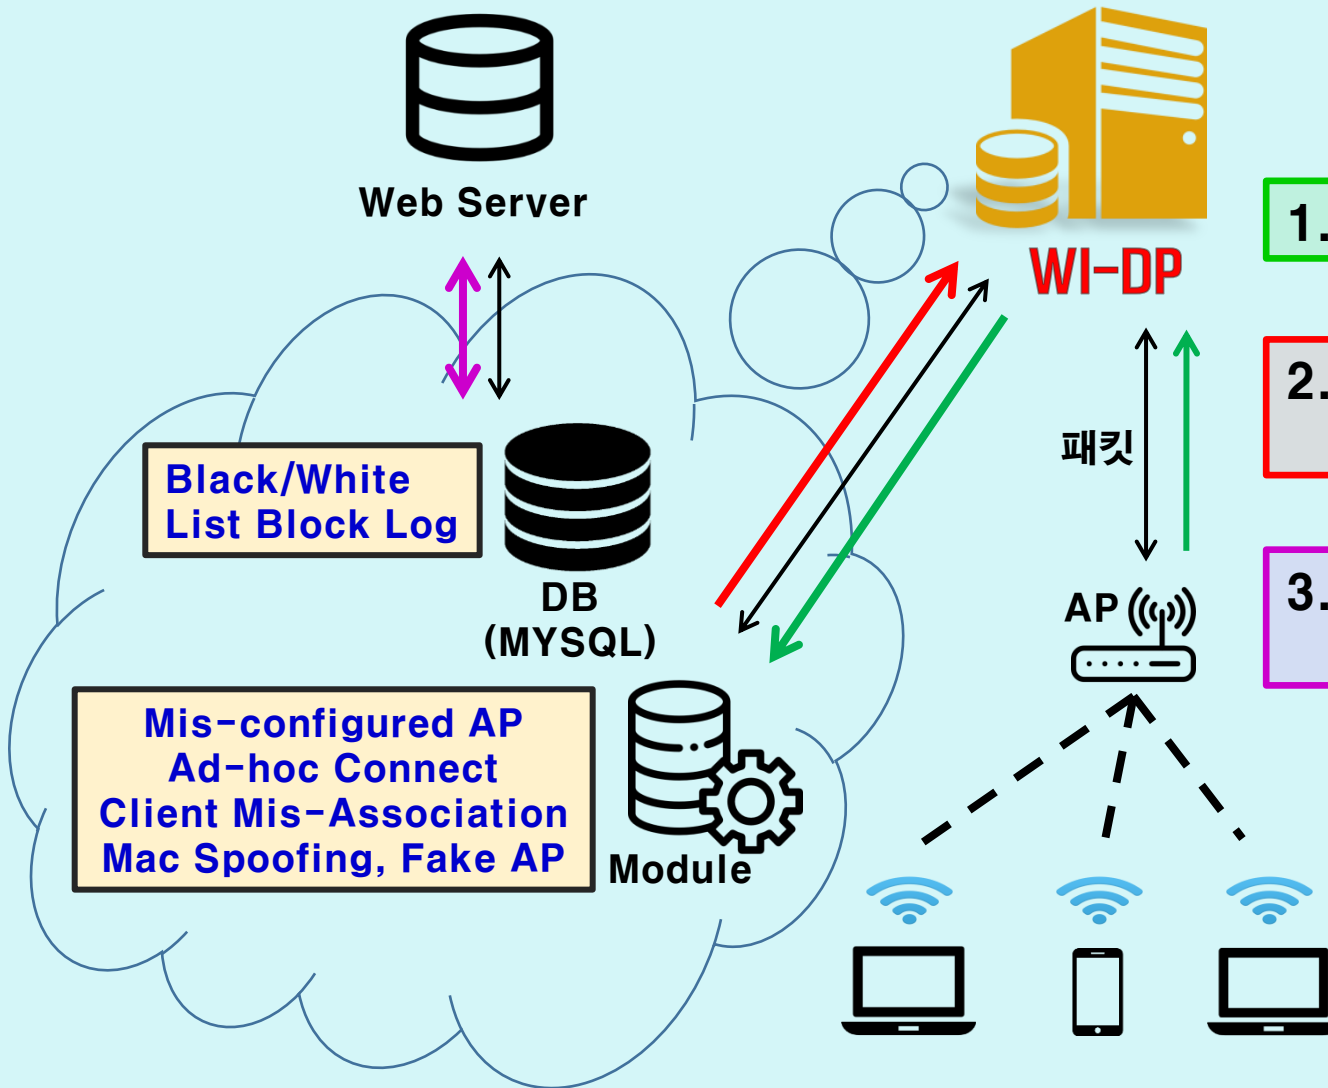 Web Server
WI-DP
1.
2.
3.
Black/White
List Block Log
DB
(MYSQL)
패킷
AP
Mis-configured AP
Ad-hoc Connect
Client Mis-Association
Mac Spoofing, Fake AP
Module